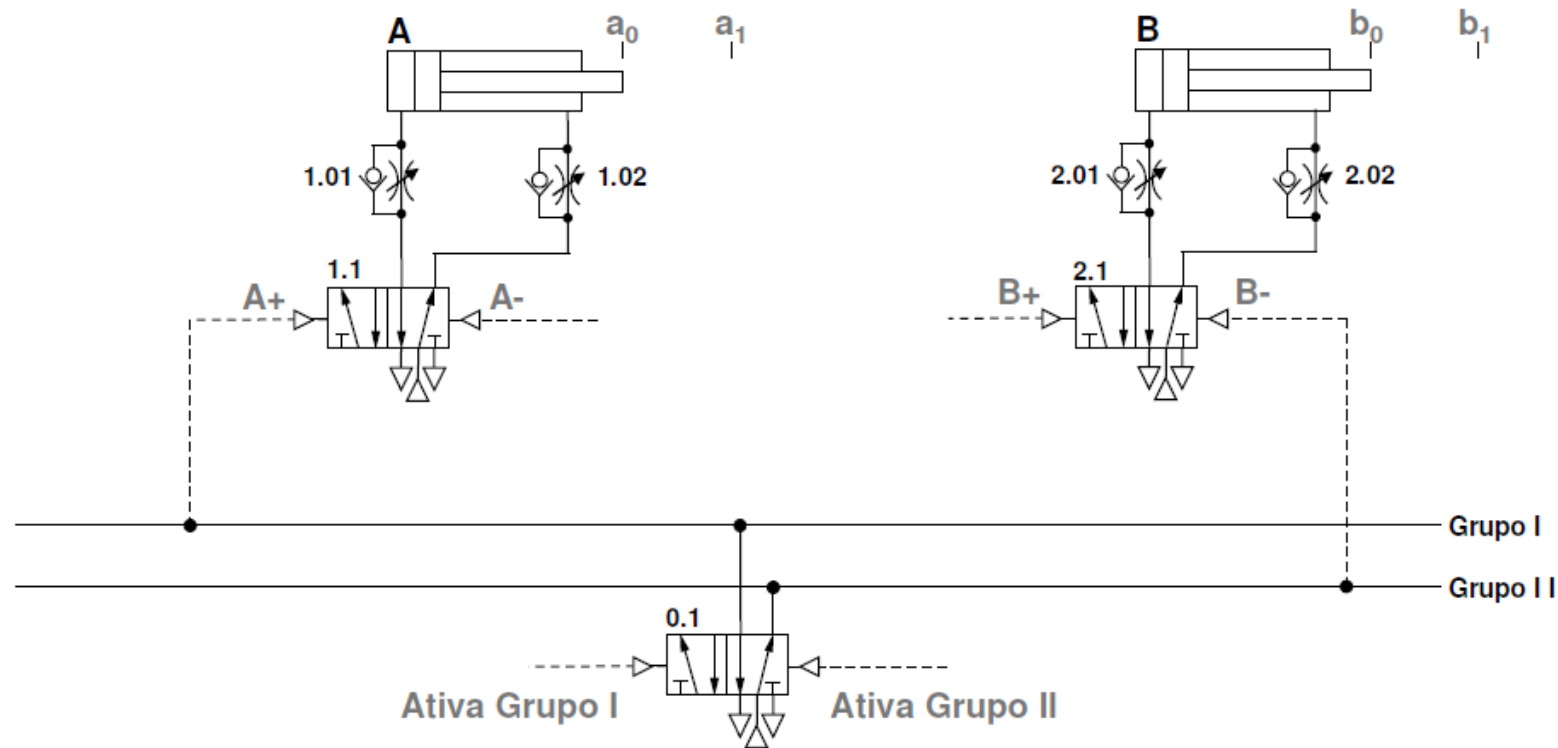 A a₀ a₁ B b₀ b₁
1.01 1.02 2.01 2.02
1.1 2.1
A+ A- B+ B-
Grupo I
Grupo I I
0.1
Ativa Grupo I Ativa Grupo II